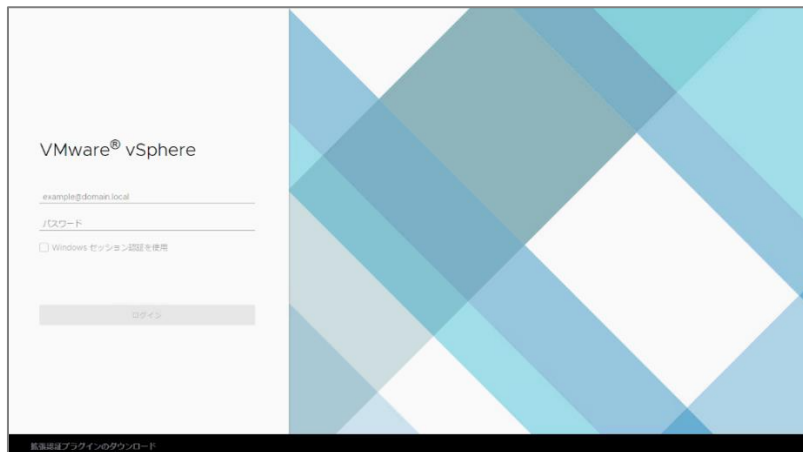 VMware® vSphere
example@domain.local
パスワード
Windows セッション認証を使用
ログイン
拡張認証プラグインのダウンロード